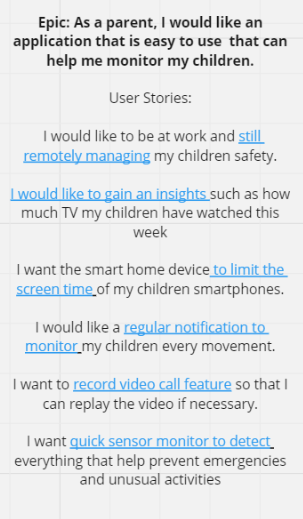 Epic: As a parent, I would like an
application that is easy to use that can
help me monitor my children.
User Stories:
I would like to be at work and still
remotely managing my children safety.
I would like to gain an insights such as how
much TV my children have watched this
week
I want the smart home device to limit the
screen time of my children smartphones.
I would like a regular notification to
monitor my children every movement.
I want to record video call feature so that I
can replay the video if necessary.
I want quick sensor monitor to detect
everything that help prevent emergencies
and unusual activities